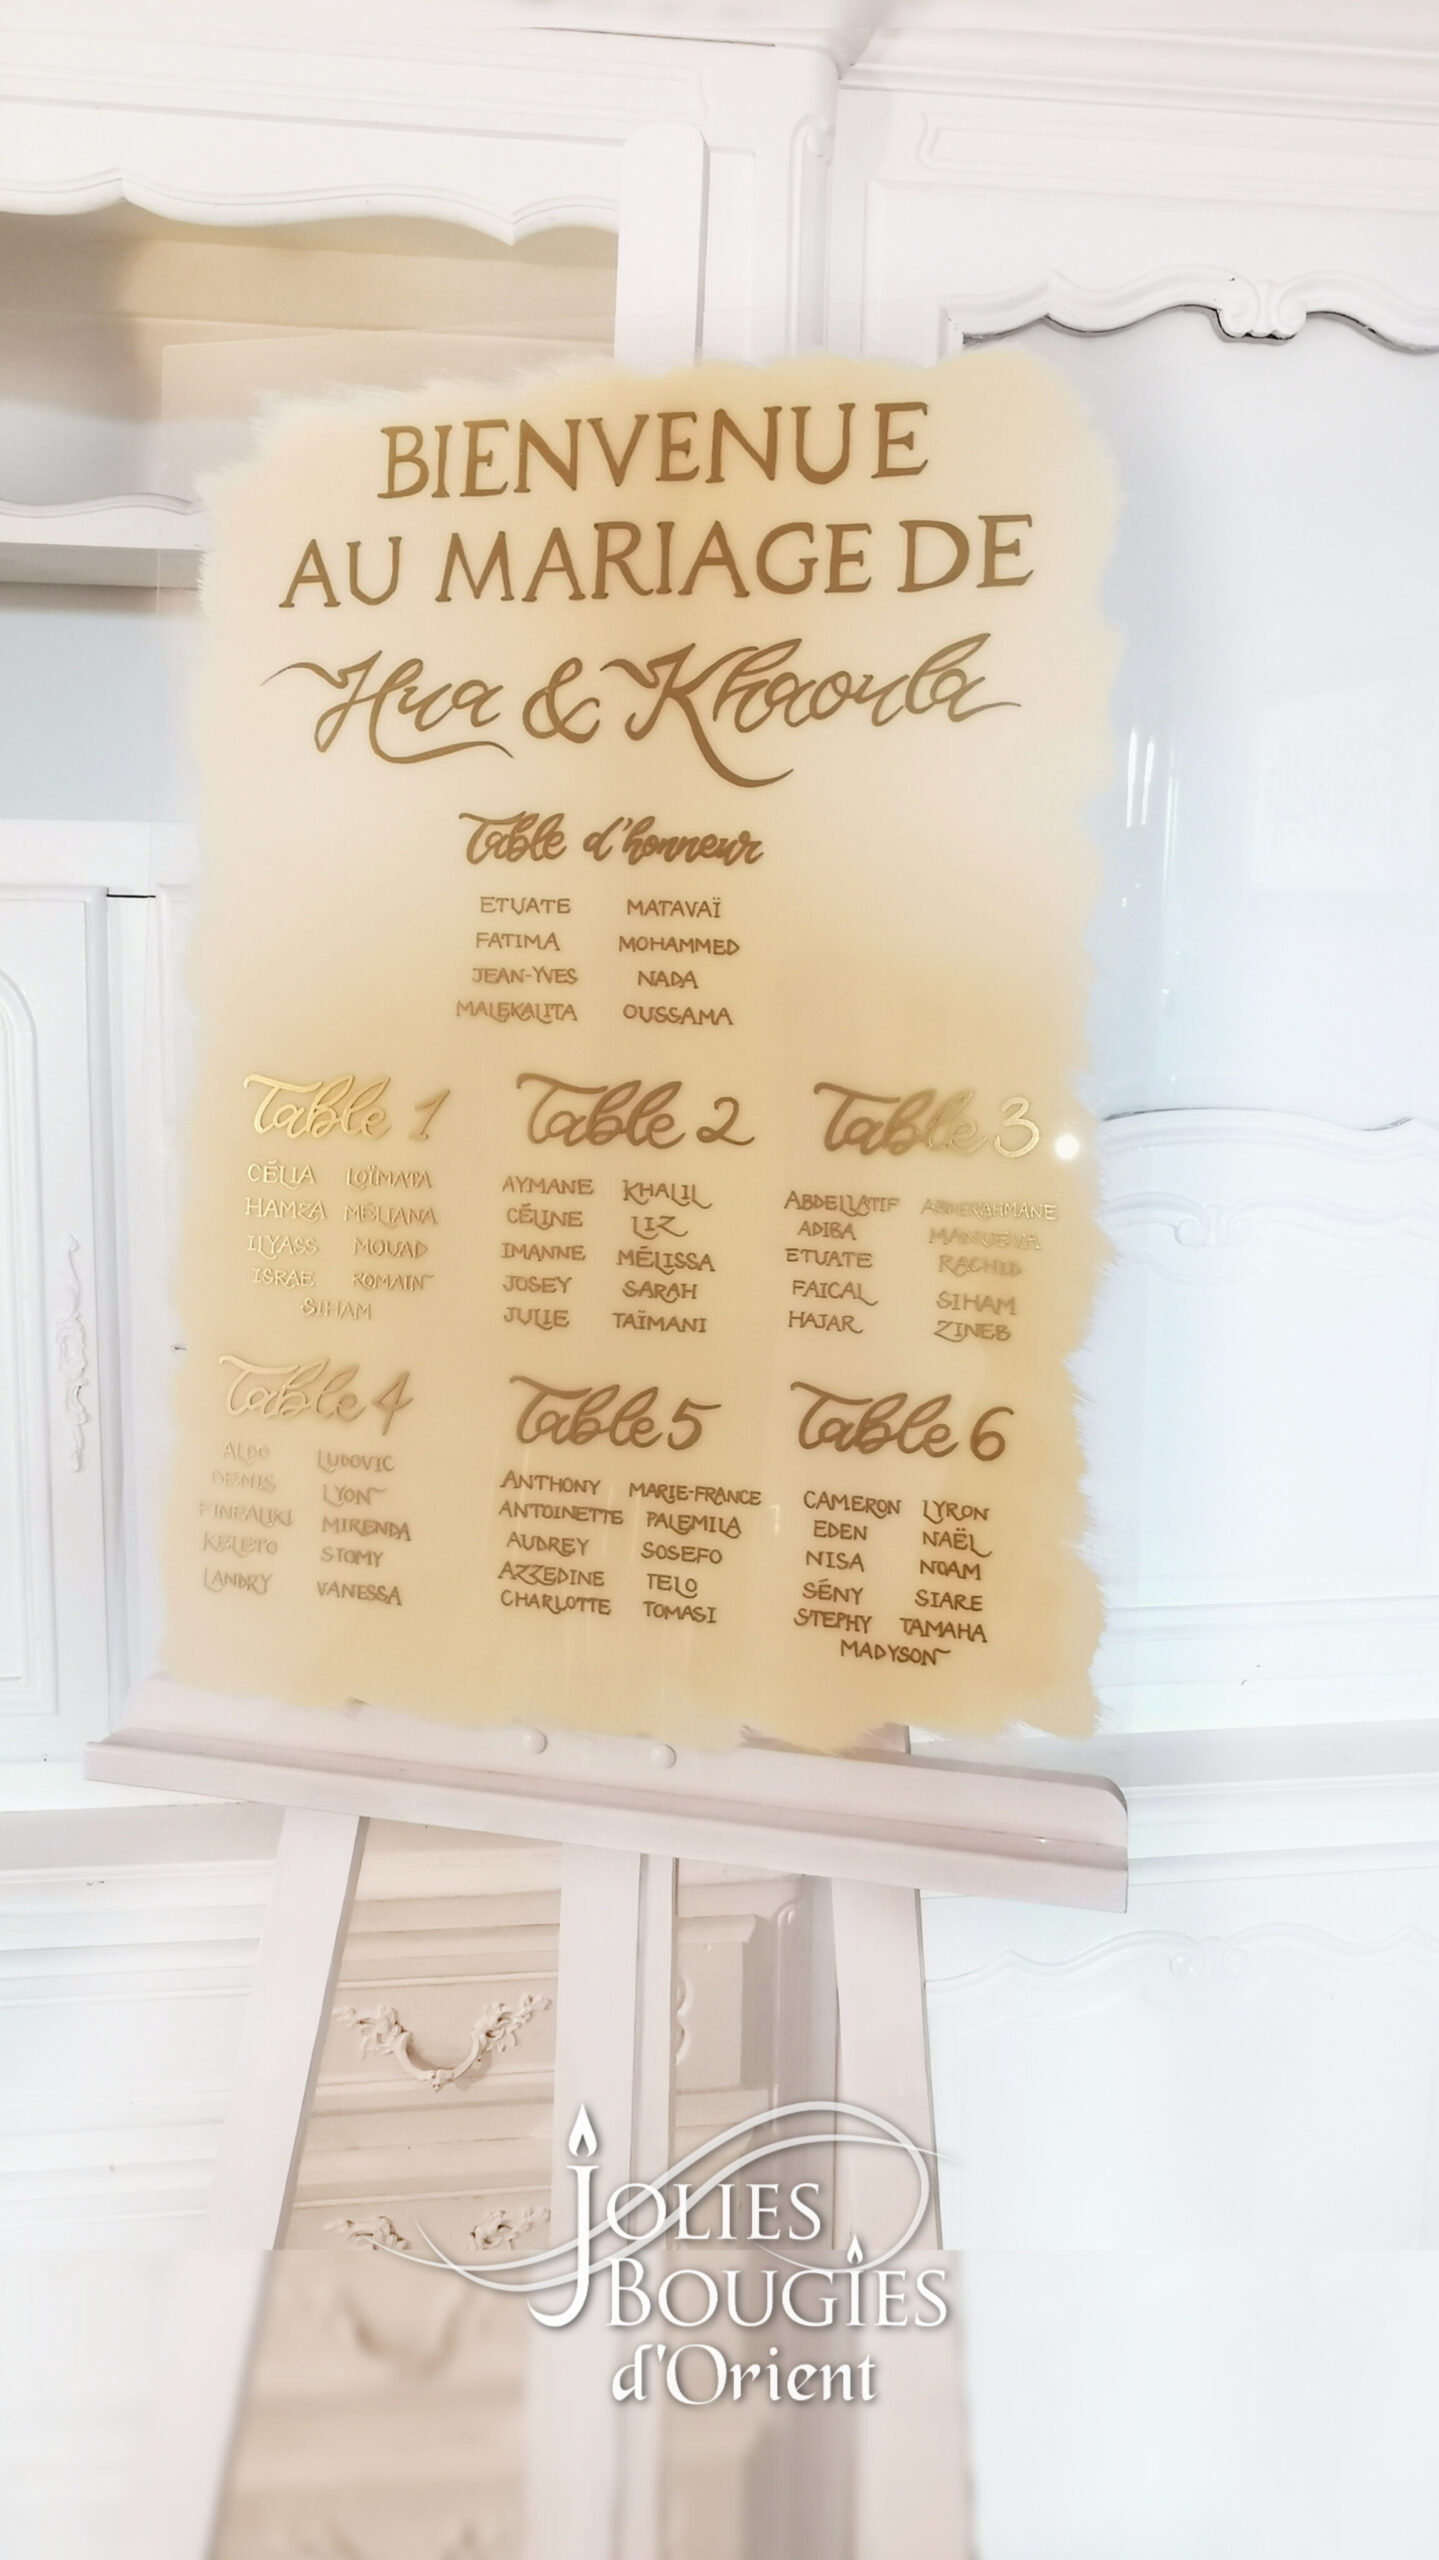 BIENVENUE
AU MARIAGE DE
Hua & Khaoula
Table d'honneur
ETUATE MATAVAÏ
FATIMA MOHAMMED
JEAN-YVES NADA
MALEKALITA OUSSAMA
Table 1
CÉLIA LOÏMATA
HAMZA MÉLIANA
ILYASS MOUAD
ISRAE ROMAIN
SIHAM
Table 2
AYMANE KHALIL
CÉLINE LIZ
IMANNE MÉLISSA
JOSEY SARAH
JULIE TAÏMANI
Table 3
ABDELLATIF ABDERAHMANE
ADIBA MANUEVA
ETUATE RACHID
FAICAL SIHAM
HAJAR ZINEB
Table 4
ALDO LUDOVIC
DENIS LYON
MIRENDA
KELETO STOMY
LANDRY VANESSA
Table 5
ANTHONY MARIE-FRANCE
ANTOINETTE PALEMILA
AUDREY SOSEFO
AZZEDINE TELO
CHARLOTTE TOMASI
Table 6
CAMERON LYRON
EDEN NAËL
NISA NOAM
SÉNY SIARE
STEPHY TAMAHA
MADYSON
JOLIES
BOUGIES
d'Orient